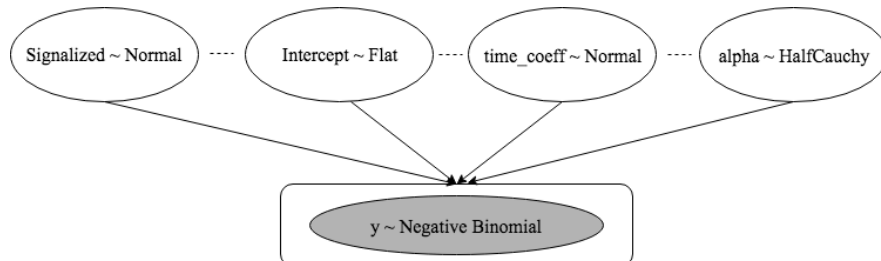 Signalized ~ Normal
Intercept ~ Flat
time_coeff ~ Normal
alpha ~ HalfCauchy
y ~ Negative Binomial